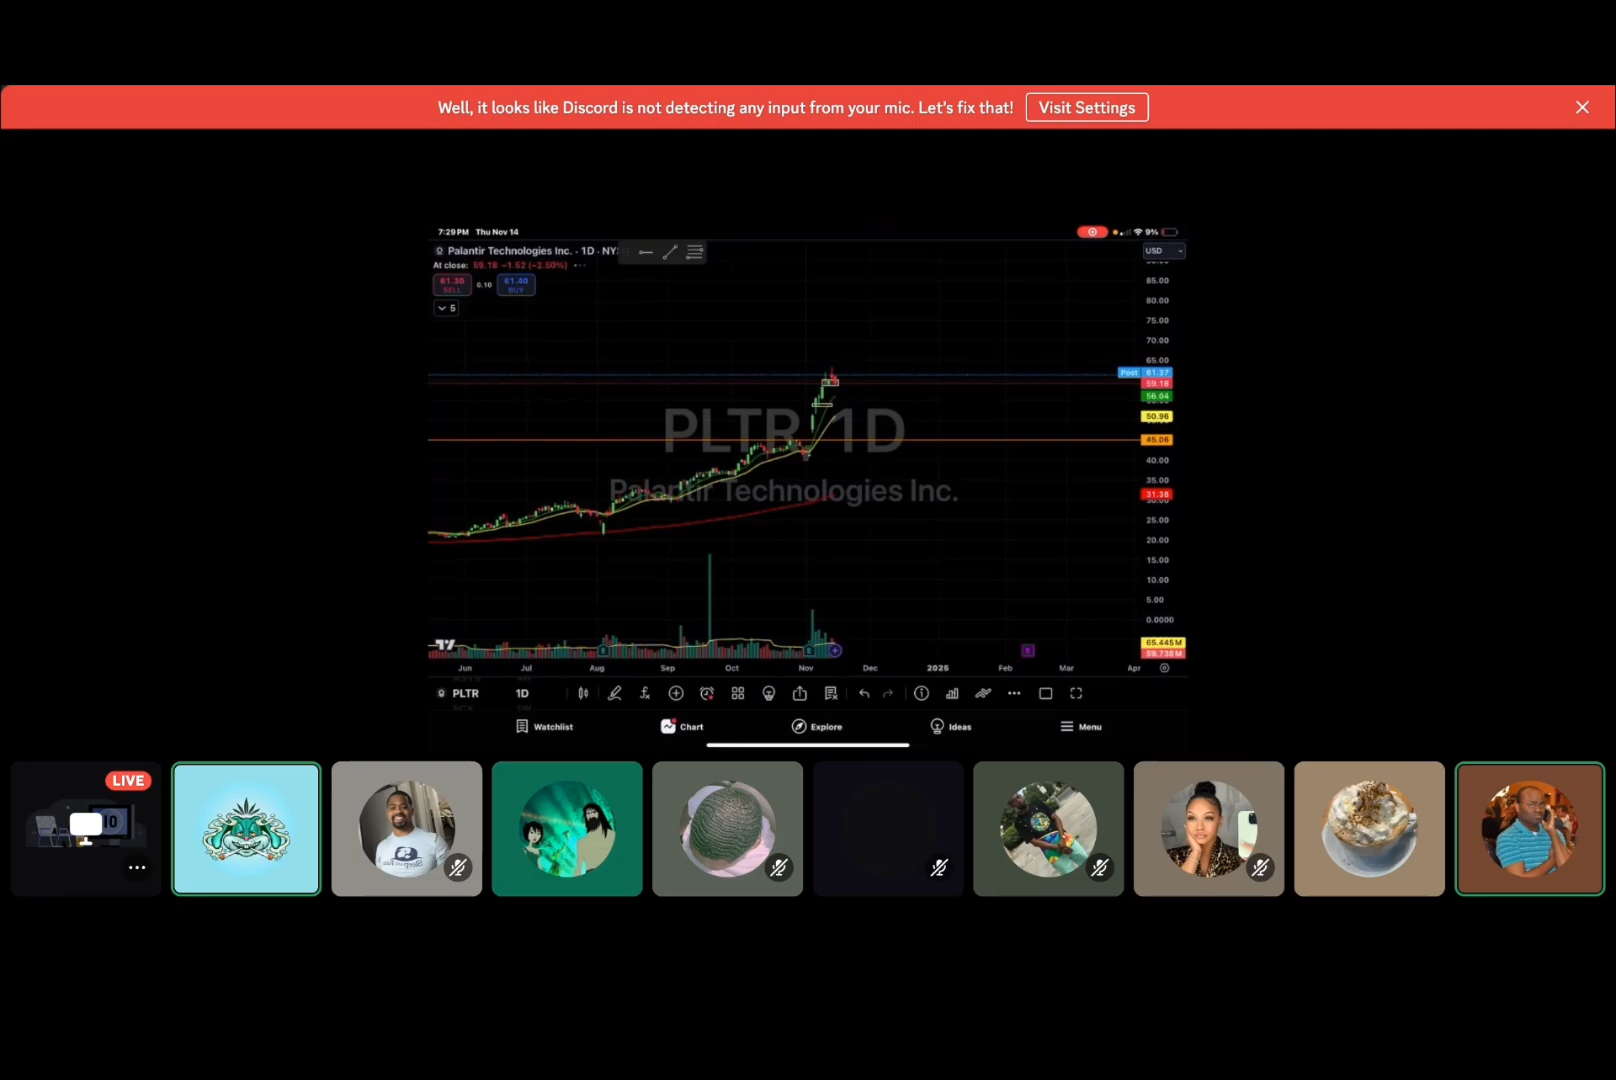 Well, it looks like Discord is not detecting any input from your mic. Let's fix that! Visit Settings
7:29 PM Thu Nov 14
9%
Palantir Technologies Inc. · 1D · NY
USD
At close: 59.18 −1.52 (−2.50%)
61.30 SELL 0.10 61.40 BUY
5
85.00
80.00
75.00
70.00
65.00
Post 61.37
59.18
56.04
50.96
45.06
40.00
35.00
31.38
30.00
25.00
20.00
15.00
10.00
5.00
0.0000
65.445M
59.738M
PLTR 1D
Palantir Technologies Inc.
Jun Jul Aug Sep Oct Nov Dec 2025 Feb Mar Apr
PLTR 1D
Watchlist Chart Explore Ideas Menu
LIVE